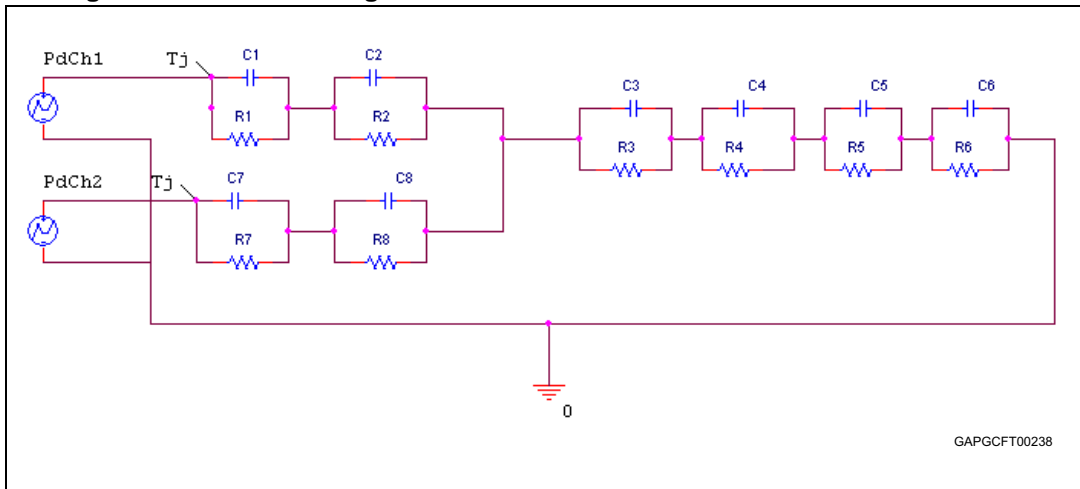 PdCh1
Tj
C1
C2
R1
R2
C3
C4
C5
C6
R3
R4
R5
R6
PdCh2
Tj
C7
C8
R7
R8
0
GAPGCFT00238